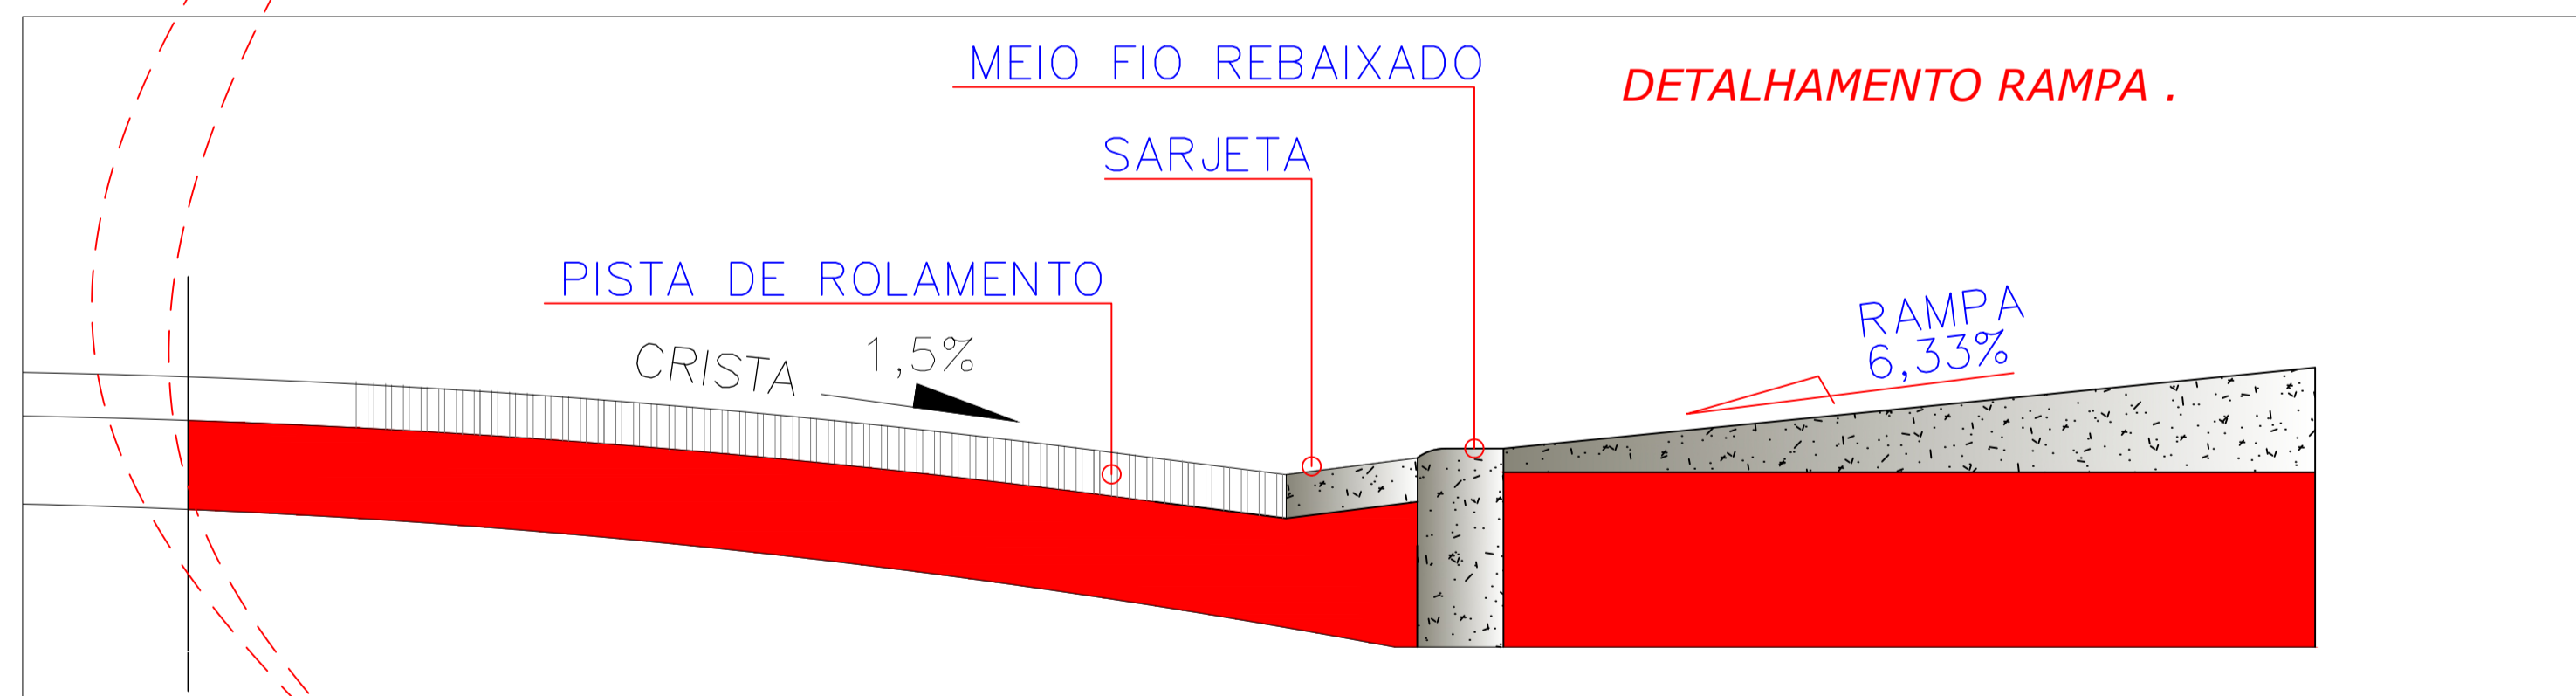 MEIO FIO REBAIXADO
DETALHAMENTO RAMPA .
SARJETA
PISTA DE ROLAMENTO
CRISTA 1,5%
RAMPA
6,33%